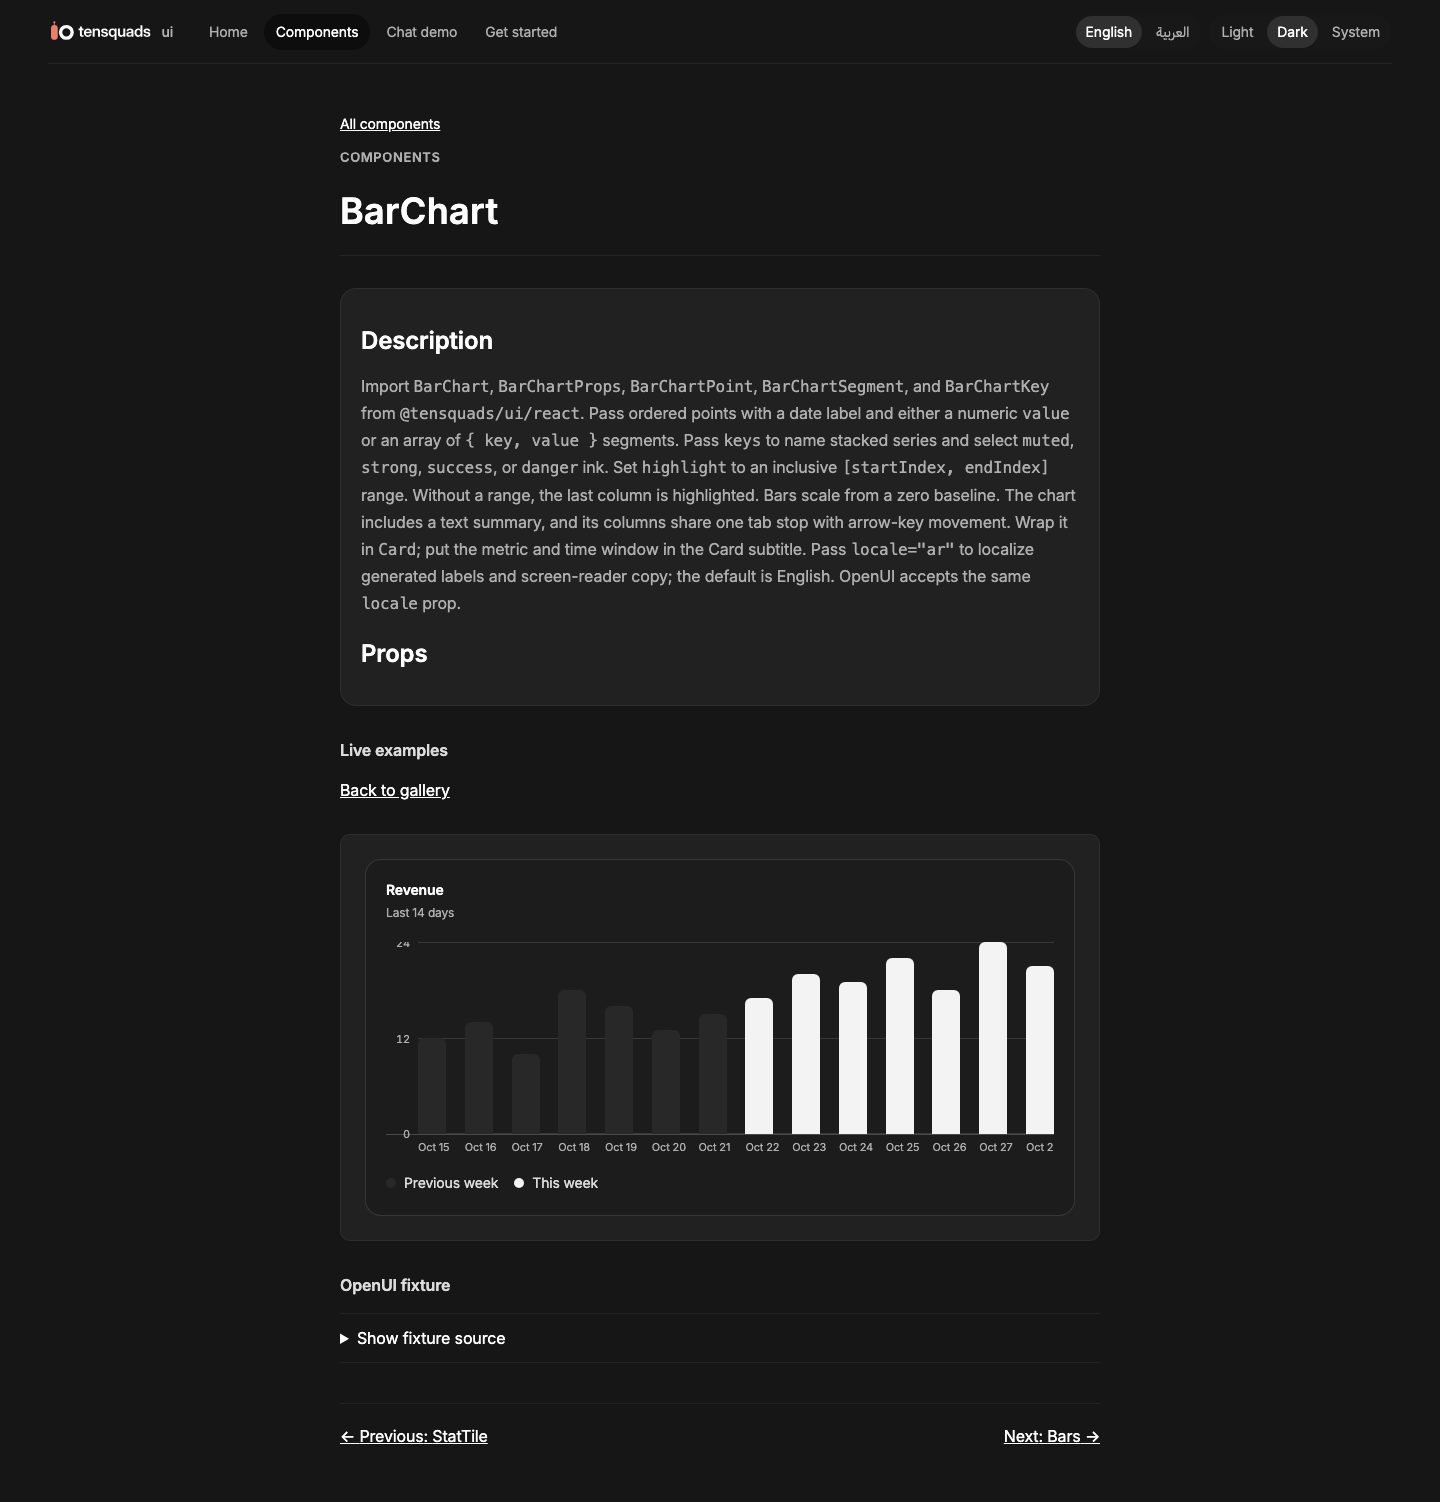 tensquads ui Home Components Chat demo Get started English العربية Light Dark System
All components
COMPONENTS
BarChart
Description
Import BarChart, BarChartProps, BarChartPoint, BarChartSegment, and BarChartKey
from @tensquads/ui/react. Pass ordered points with a date label and either a numeric value
or an array of { key, value } segments. Pass keys to name stacked series and select muted,
strong, success, or danger ink. Set highlight to an inclusive [startIndex, endIndex]
range. Without a range, the last column is highlighted. Bars scale from a zero baseline. The chart
includes a text summary, and its columns share one tab stop with arrow-key movement. Wrap it
in Card; put the metric and time window in the Card subtitle. Pass locale="ar" to localize
generated labels and screen-reader copy; the default is English. OpenUI accepts the same
locale prop.
Props
Live examples
Back to gallery
Revenue
Last 14 days
24
12
0
Oct 15 Oct 16 Oct 17 Oct 18 Oct 19 Oct 20 Oct 21 Oct 22 Oct 23 Oct 24 Oct 25 Oct 26 Oct 27 Oct 2
Previous week This week
OpenUI fixture
▶ Show fixture source
← Previous: StatTile Next: Bars →